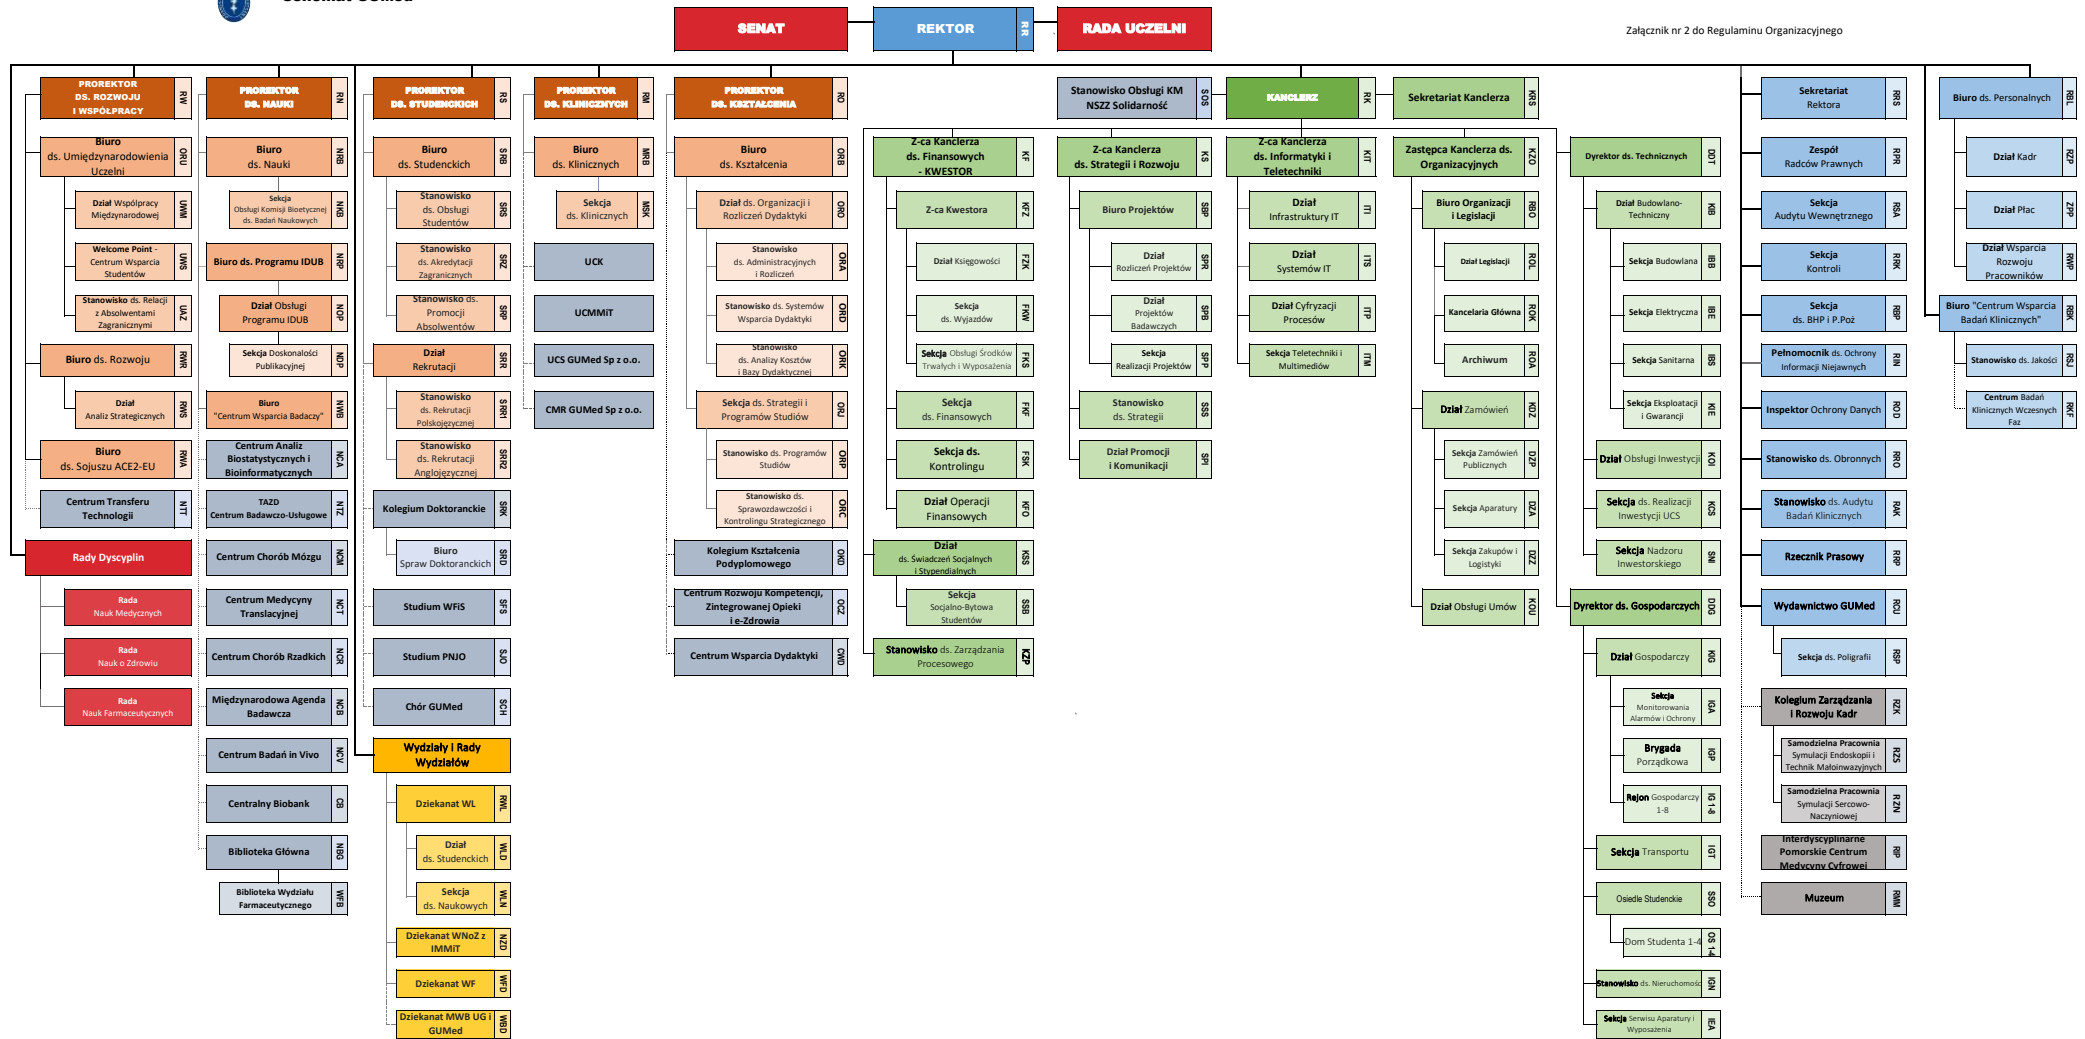 Schemat GUMed
SENAT
REKTOR
RR
RADA UCZELNI
Załącznik nr 2 do Regulaminu Organizacyjnego
PROREKTOR
DS. ROZWOJU
I WSPÓŁPRACY
RW
Biuro
ds. Umiędzynarodowienia
Uczelni
ORU
Dział Współpracy
Międzynarodowej
UWM
Welcome Point -
Centrum Wsparcia
Studentów
UWS
Stanowisko ds. Relacji
z Absolwentami
Zagranicznymi
UAZ
Biuro ds. Rozwoju
RWR
Dział
Analiz Strategicznych
RWS
Biuro
ds. Sojuszu ACE2-EU
RWA
Centrum Transferu
Technologii
NTT
Rady Dyscyplin
Rada
Nauk Medycznych
Rada
Nauk o Zdrowiu
Rada
Nauk Farmaceutycznych
PROREKTOR
DS. NAUKI
RN
Biuro
ds. Nauki
NRB
Sekcja
Obsługi Komisji Bioetycznej
ds. Badań Naukowych
NKB
Biuro ds. Programu IDUB
NRP
Dział Obsługi
Programu IDUB
NOP
Sekcja Doskonalości
Publikacyjnej
NDP
Biuro
"Centrum Wsparcia Badaczy"
NWB
Centrum Analiz
Biostatystycznych i
Bioinformatycznych
NCA
TAZD
Centrum Badawczo-Usługowe
NTZ
Centrum Chorób Mózgu
NCM
Centrum Medycyny
Translacyjnej
NCT
Centrum Chorób Rzadkich
NCR
Międzynarodowa Agenda
Badawcza
NCB
Centrum Badań in Vivo
NCV
Centralny Biobank
CB
Biblioteka Główna
NBG
Biblioteka Wydziału
Farmaceutycznego
WFB
PROREKTOR
DS. STUDENCKICH
RS
Biuro
ds. Studenckich
SRB
Stanowisko
ds. Obsługi
Studentów
SRS
Stanowisko
ds. Akredytacji
Zagranicznych
SRZ
Stanowisko ds.
Promocji
Absolwentów
SRP
Dział
Rekrutacji
SRR
Stanowisko
ds. Rekrutacji
Polskojęzycznej
SRR1
Stanowisko
ds. Rekrutacji
Anglojęzycznej
SRR2
Kolegium Doktoranckie
SRK
Biuro
Spraw Doktoranckich
SRD
Studium WFiS
SFS
Studium PNJO
SJO
Chór GUMed
SCH
Wydziały i Rady
Wydziałów
Dziekanat WL
RWL
Dział
ds. Studenckich
WLD
Sekcja
ds. Naukowych
WLN
Dziekanat WNoZ z
IMMiT
NZD
Dziekanat WF
WFD
Dziekanat MWB UG i
GUMed
WBD
PROREKTOR
DS. KLINICZNYCH
RM
Biuro
ds. Klinicznych
MRB
Sekcja
ds. Klinicznych
MSK
UCK
UCMMiT
UCS GUMed Sp z o.o.
CMR GUMed Sp z o.o.
PROREKTOR
DS. KSZTAŁCENIA
RO
Biuro
ds. Kształcenia
ORB
Dział ds. Organizacji i
Rozliczeń Dydaktyki
ORO
Stanowisko
ds. Administracyjnych
i Rozliczeń
ORA
Stanowisko ds. Systemów
Wsparcia Dydaktyki
ORD
Stanowisko
ds. Analizy Kosztów
i Bazy Dydaktycznej
ORK
Sekcja ds. Strategii i
Programów Studiów
ORJ
Stanowisko ds. Programów
Studiów
ORP
Stanowisko ds.
Sprawozdawczości i
Kontrolingu Strategicznego
ORC
Kolegium Kształcenia
Podyplomowego
OKD
Centrum Rozwoju Kompetencji,
Zintegrowanej Opieki
i e-Zdrowia
OCZ
Centrum Wsparcia Dydaktyki
CWD
Stanowisko Obsługi KM
NSZZ Solidarność
SOS
KANCLERZ
RK
Sekretariat Kanclerza
KRS
Z-ca Kanclerza
ds. Finansowych
- KWESTOR
KF
Z-ca Kwestora
KFZ
Dział Księgowości
FZK
Sekcja
ds. Wyjazdów
FKW
Sekcja Obsługi Środków
Trwałych i Wyposażenia
FKS
Sekcja
ds. Finansowych
FKF
Sekcja ds.
Kontrolingu
FSK
Dział Operacji
Finansowych
KFO
Dział
ds. Świadczeń Socjalnych
i Stypendialnych
KSS
Sekcja
Socjalno-Bytowa
Studentów
SSB
Stanowisko ds. Zarządzania
Procesowego
KZP
Z-ca Kanclerza
ds. Strategii i Rozwoju
KS
Biuro Projektów
SBP
Dział
Rozliczeń Projektów
SPR
Dział
Projektów
Badawczych
SPB
Sekcja
Realizacji Projektów
SPP
Stanowisko
ds. Strategii
SSS
Dział Promocji
i Komunikacji
SPI
Z-ca Kanclerza
ds. Informatyki i
Teletechniki
KIT
Dział
Infrastruktury IT
ITI
Dział
Systemów IT
ITS
Dział Cyfryzacji
Procesów
ITP
Sekcja Teletechniki i
Multimediów
ITM
Zastępca Kanclerza ds.
Organizacyjnych
KZO
Biuro Organizacji
i Legislacji
RBO
Dział Legislacji
ROL
Kancelaria Główna
ROK
Archiwum
ROA
Dział Zamówień
KDZ
Sekcja Zamówień
Publicznych
DZP
Sekcja Aparatury
DZA
Sekcja Zakupów i
Logistyki
DZZ
Dział Obsługi Umów
KOU
Dyrektor ds. Technicznych
DDT
Dział Budowlano-
Techniczny
KIB
Sekcja Budowlana
IBB
Sekcja Elektryczna
IBE
Sekcja Sanitarna
IBS
Sekcja Eksploatacji
i Gwarancji
KIE
Dział Obsługi Inwestycji
KOI
Sekcja ds. Realizacji
Inwestycji UCS
KCS
Sekcja Nadzoru
Inwestorskiego
SNI
Dyrektor ds. Gospodarczych
DDG
Dział Gospodarczy
KIG
Sekcja
Monitorowania
Alarmów i Ochrony
IGA
Brygada
Porządkowa
IGP
Rejon Gospodarczy
1-8
IG 1-8
Sekcja Transportu
IGT
Osiedle Studenckie
SSO
Dom Studenta 1-4
OS 1-4
Stanowisko ds. Nieruchomości
IGN
Sekcja Serwisu Aparatury i
Wyposażenia
IEA
Sekretariat
Rektora
RRS
Zespół
Radców Prawnych
RPR
Sekcja
Audytu Wewnętrznego
RSA
Sekcja
Kontroli
RRK
Sekcja
ds. BHP i P.Poż
RBP
Pełnomocnik ds. Ochrony
Informacji Niejawnych
RIN
Inspektor Ochrony Danych
ROD
Stanowisko ds. Obronnych
RRO
Stanowisko ds. Audytu
Badań Klinicznych
RAK
Rzecznik Prasowy
RRP
Wydawnictwo GUMed
RCU
Sekcja ds. Poligrafii
RSP
Kolegium Zarządzania
i Rozwoju Kadr
RZK
Samodzielna Pracownia
Symulacji Endoskopii i
Technik Małoinwazyjnych
RZS
Samodzielna Pracownia
Symulacji Sercowo-
Naczyniowej
RZN
Interdyscyplinarne
Pomorskie Centrum
Medycyny Cyfrowej
RIP
Muzeum
RMM
Biuro ds. Personalnych
RBL
Dział Kadr
RZP
Dział Płac
ZPP
Dział Wsparcia
Rozwoju
Pracowników
RWP
Biuro "Centrum Wsparcia
Badań Klinicznych"
RBK
Stanowisko ds. Jakości
RSJ
Centrum Badań
Klinicznych Wczesnych
Faz
RKF